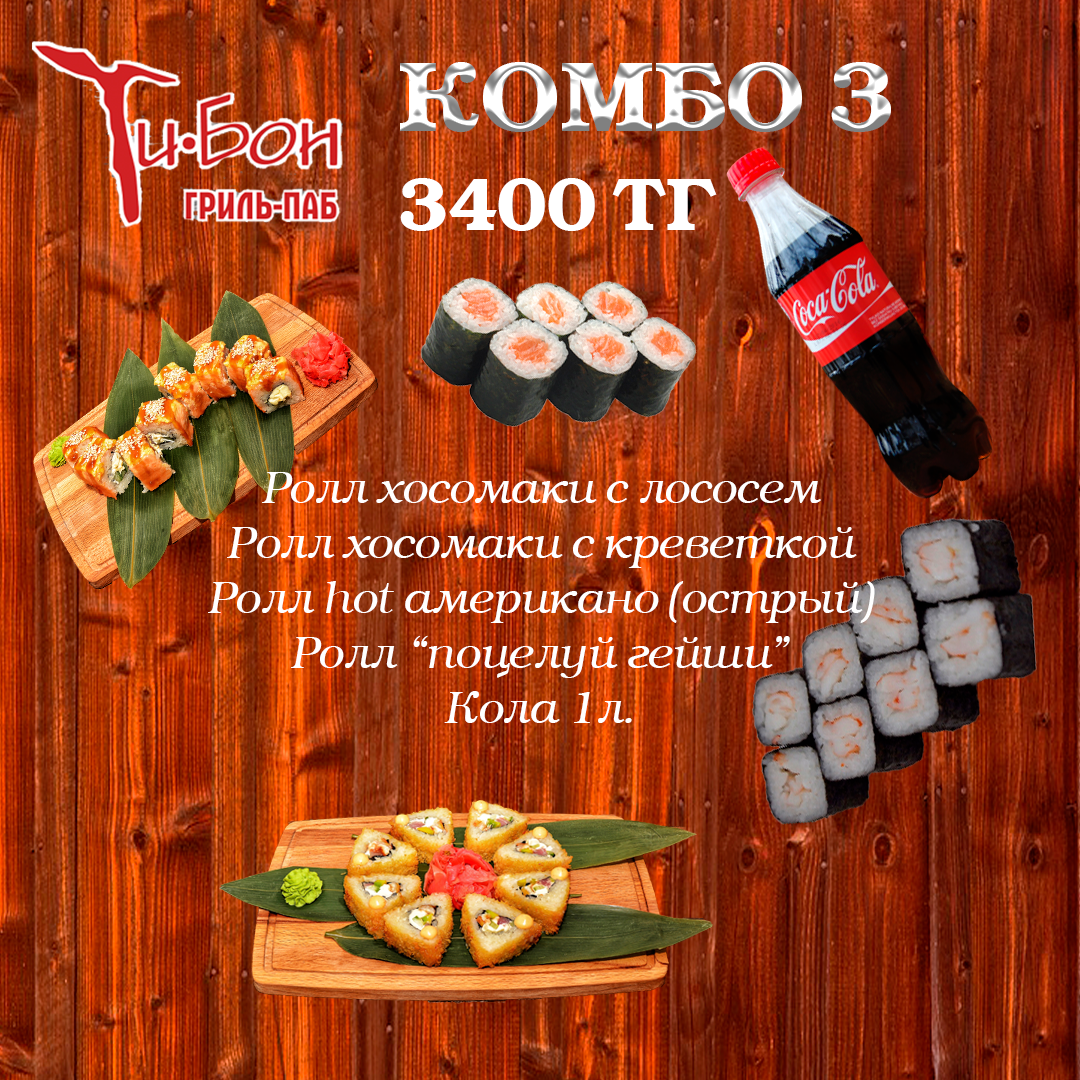 Ти•Бон
ГРИЛЬ-ПАБ
КОМБО 3
3400 ТГ
Coca-Cola
Ролл хосомаки с лососем
Ролл хосомаки с креветкой
Ролл hot американо (острый)
Ролл “поцелуй гейши”
Кола 1 л.